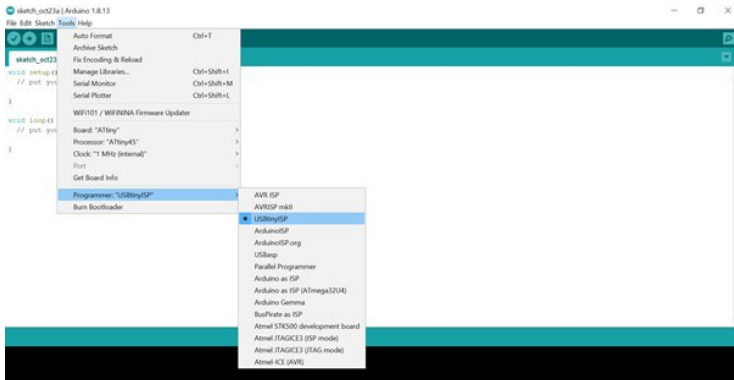 sketch_oct23a | Arduino 1.8.13
File Edit Sketch Tools Help
sketch_oct23
void setup()
// put you
}
void loop()
// put you
}
Auto Format Ctrl+T
Archive Sketch
Fix Encoding & Reload
Manage Libraries... Ctrl+Shift+I
Serial Monitor Ctrl+Shift+M
Serial Plotter Ctrl+Shift+L
WiFi101 / WiFiNINA Firmware Updater
Board: "ATtiny"
Processor: "ATtiny45"
Clock: "1 MHz (internal)"
Port
Get Board Info
Programmer: "USBtinyISP"
Burn Bootloader
AVR ISP
AVRISP mkII
USBtinyISP
ArduinoISP
ArduinoISP.org
USBasp
Parallel Programmer
Arduino as ISP
Arduino as ISP (ATmega32U4)
Arduino Gemma
BusPirate as ISP
Atmel STK500 development board
Atmel JTAGICE3 (ISP mode)
Atmel JTAGICE3 (JTAG mode)
Atmel-ICE (AVR)